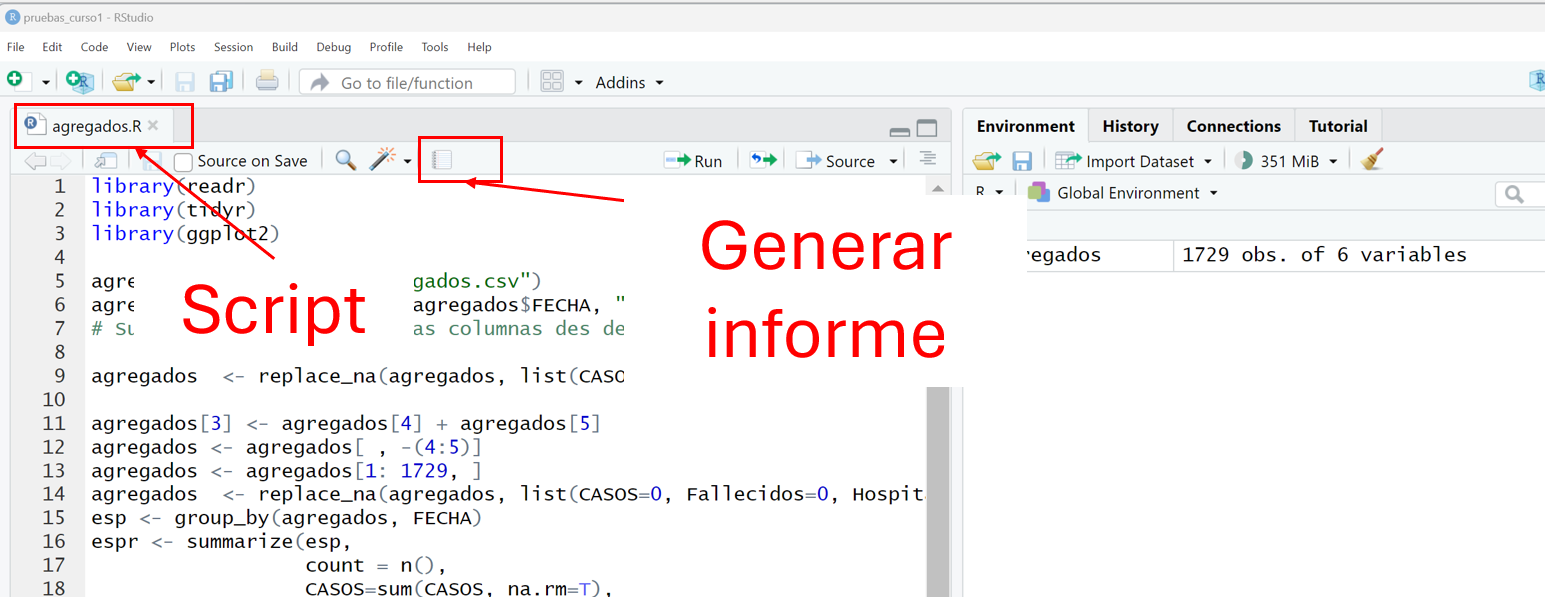 pruebas_curso1 - RStudio
File Edit Code View Plots Session Build Debug Profile Tools Help
Go to file/function
Addins
agregados.R
Source on Save
Run
Source
1 library(readr)
2 library(tidyr)
3 library(ggplot2)
4
5 agre gados.csv")
6 agre agregados$FECHA, "
7 # Su as columnas des de
8
9 agregados <- replace_na(agregados, list(CASO
10
11 agregados[3] <- agregados[4] + agregados[5]
12 agregados <- agregados[ , -(4:5)]
13 agregados <- agregados[1: 1729, ]
14 agregados <- replace_na(agregados, list(CASOS=0, Fallecidos=0, Hospit
15 esp <- group_by(agregados, FECHA)
16 espr <- summarize(esp,
17 count = n(),
18 CASOS=sum(CASOS, na.rm=T),
Script
Generar
informe
Environment History Connections Tutorial
Import Dataset 351 MiB
R Global Environment
regados 1729 obs. of 6 variables